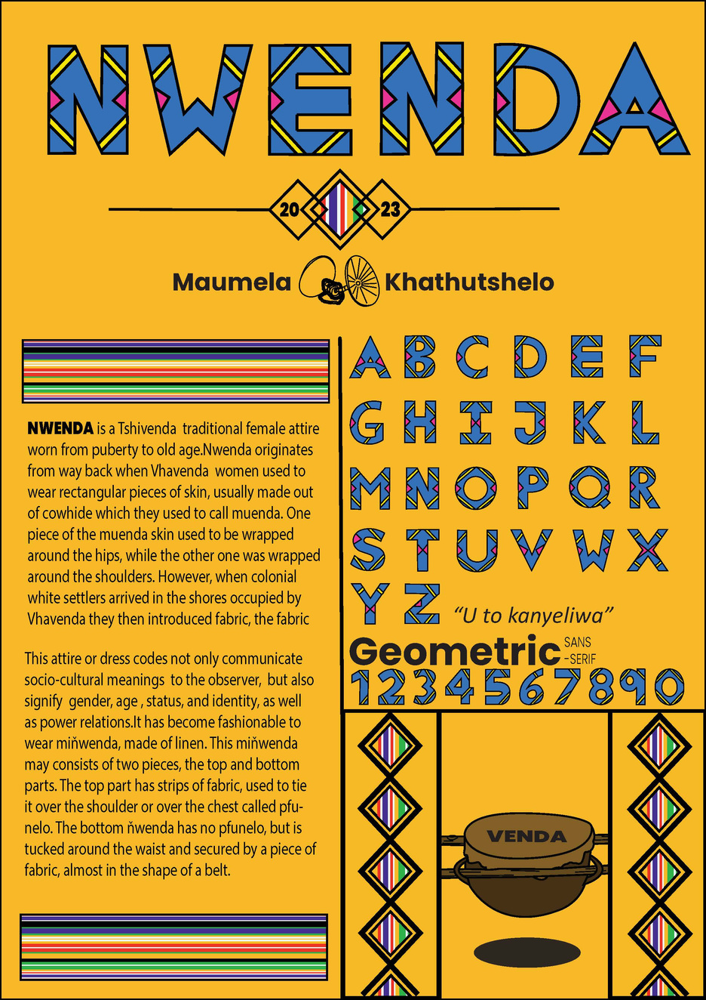 NWENDA
20 23
Maumela Khathutshelo
NWENDA is a Tshivenda traditional female attire
worn from puberty to old age.Nwenda originates
from way back when Vhavenda women used to
wear rectangular pieces of skin, usually made out
of cowhide which they used to call muenda. One
piece of the muenda skin used to be wrapped
around the hips, while the other one was wrapped
around the shoulders. However, when colonial
white settlers arrived in the shores occupied by
Vhavenda they then introduced fabric, the fabric
This attire or dress codes not only communicate
socio-cultural meanings to the observer, but also
signify gender, age , status, and identity, as well
as power relations.It has become fashionable to
wear miňwenda, made of linen. This miňwenda
may consists of two pieces, the top and bottom
parts. The top part has strips of fabric, used to tie
it over the shoulder or over the chest called pfu-
nelo. The bottom ňwenda has no pfunelo, but is
tucked around the waist and secured by a piece of
fabric, almost in the shape of a belt.
A B C D E F
G H I J K L
M N O P Q R
S T U V W X
Y Z “U to kanyeliwa”
Geometric SANS
-SERIF
1234567890
VENDA